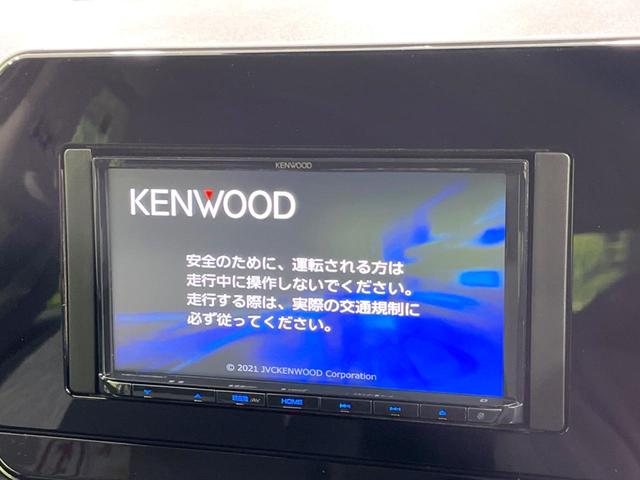 KENWOOD
KENWOOD
安全のために、運転される方は
走行中に操作しないでください。
走行する際は、実際の交通規制に
必ず従ってください。
© 2021 JVCKENWOOD Corporation
AV HOME